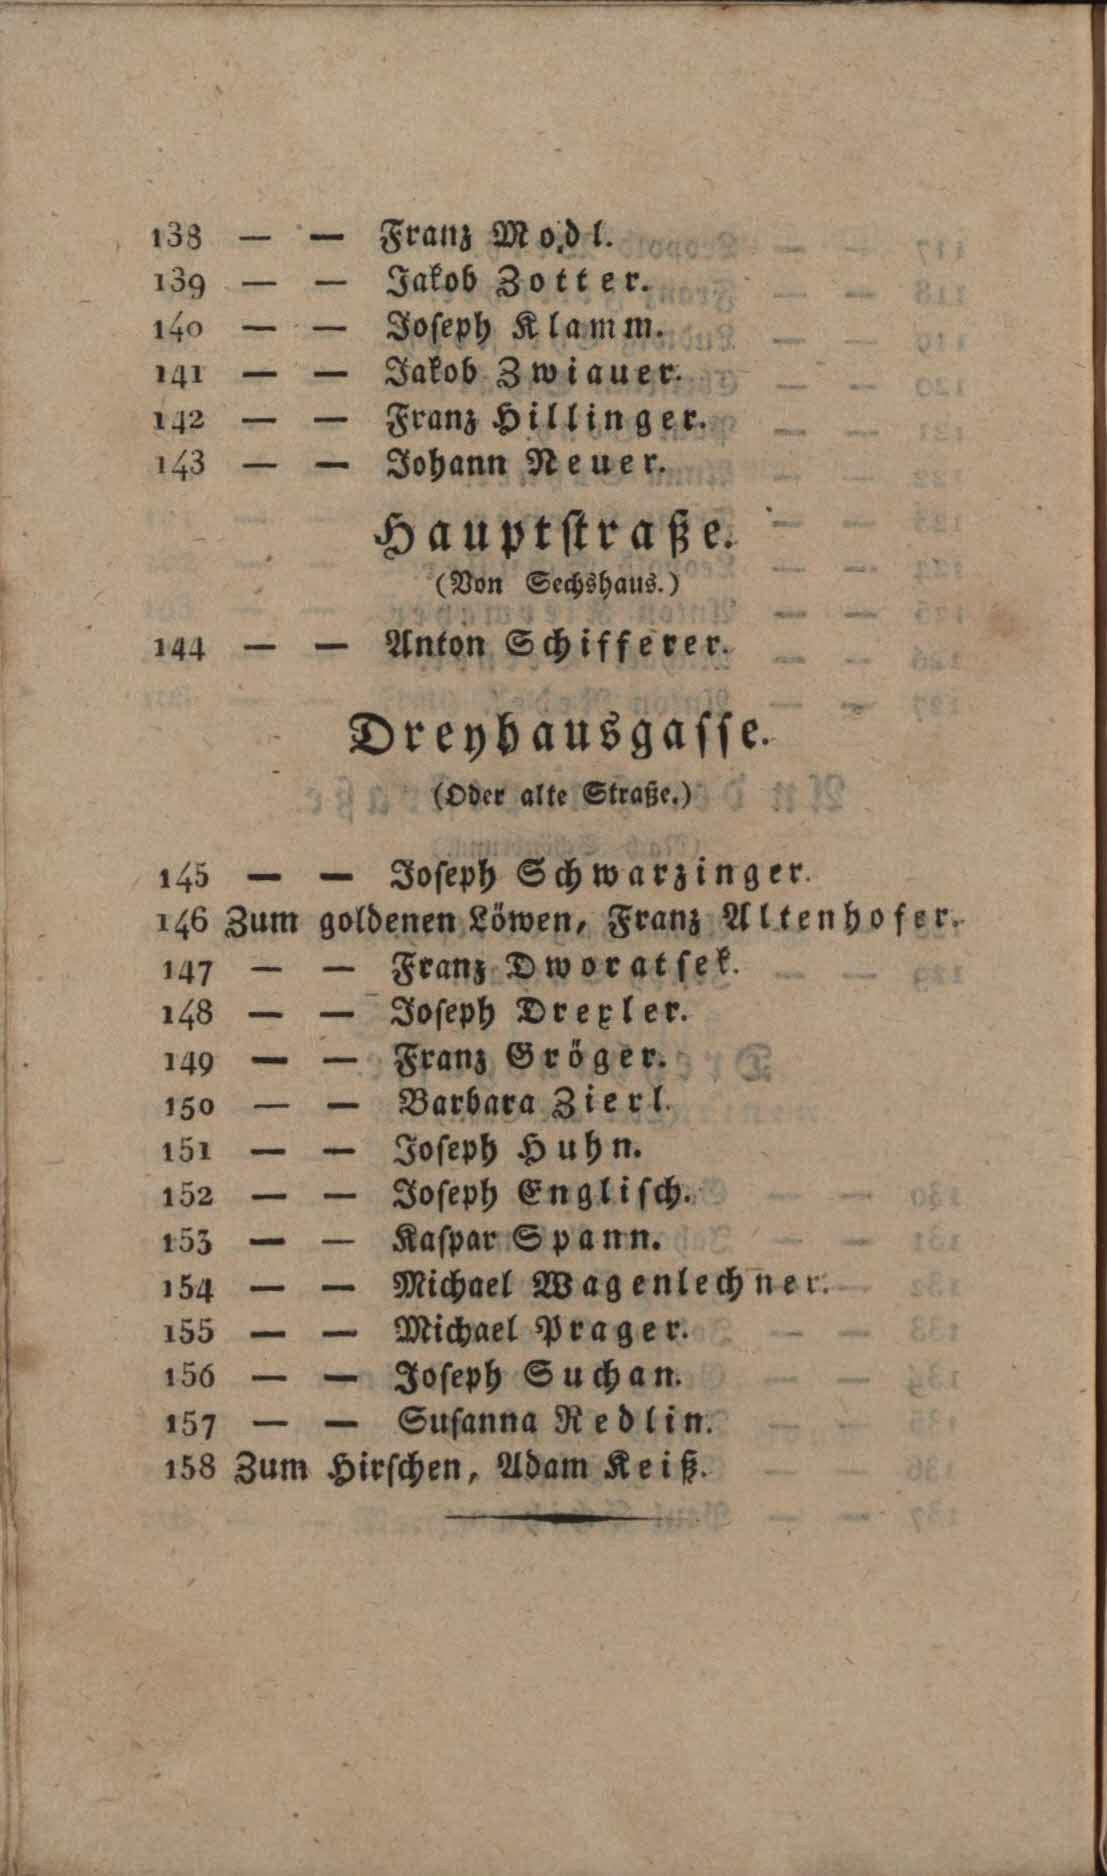 138 — — Franz Modl.
139 — — Jakob Zotter.
140 — — Joseph Klamm.
141 — — Jakob Zwiauer.
142 — — Franz Hillinger.
143 — — Johann Neuer.
Hauptstraße.
(Von Sechshaus.)
144 — — Anton Schifferer.
Dreyhausgasse.
(Oder alte Straße.)
145 — — Joseph Schwarzinger.
146 Zum goldenen Löwen, Franz Altenhofer.
147 — — Franz Dworatsek.
148 — — Joseph Drexler.
149 — — Franz Gröger.
150 — — Barbara Zierl.
151 — — Joseph Huhn.
152 — — Joseph Englisch.
153 — — Kaspar Spann.
154 — — Michael Wagenlechner.
155 — — Michael Prager.
156 — — Joseph Suchan.
157 — — Susanna Redlin.
158 Zum Hirschen, Adam Keiß.